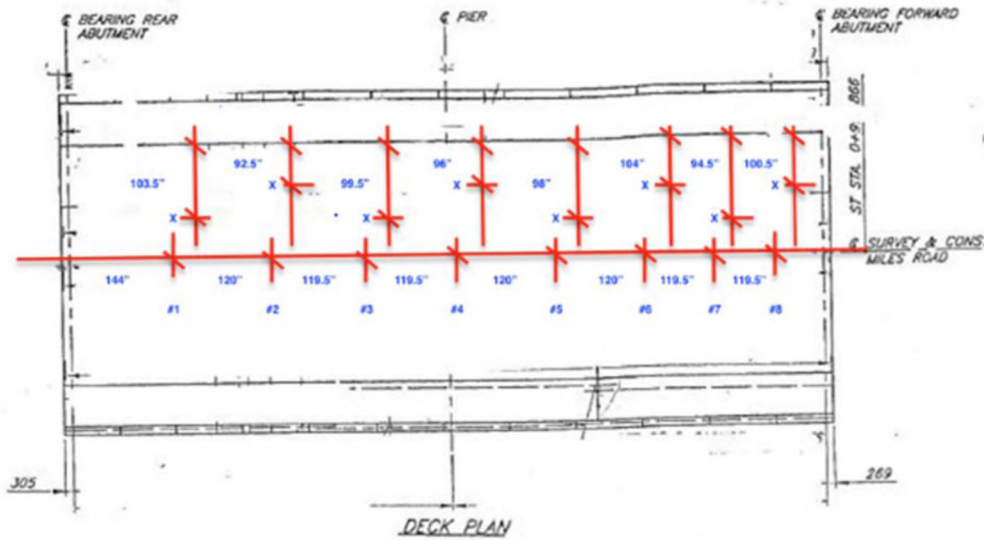 ℄ BEARING REAR
ABUTMENT
℄ PIER
℄ BEARING FORWARD
ABUTMENT
866
ST STA. 0+9
92.5"
96"
104"
94.5"
100.5"
103.5"
99.5"
98"
X
X
X
X
X
X
X
X
℄ SURVEY & CONS
MILES ROAD
144"
120"
119.5"
119.5"
120"
120"
119.5"
119.5"
#1
#2
#3
#4
#5
#6
#7
#8
305
269
DECK PLAN